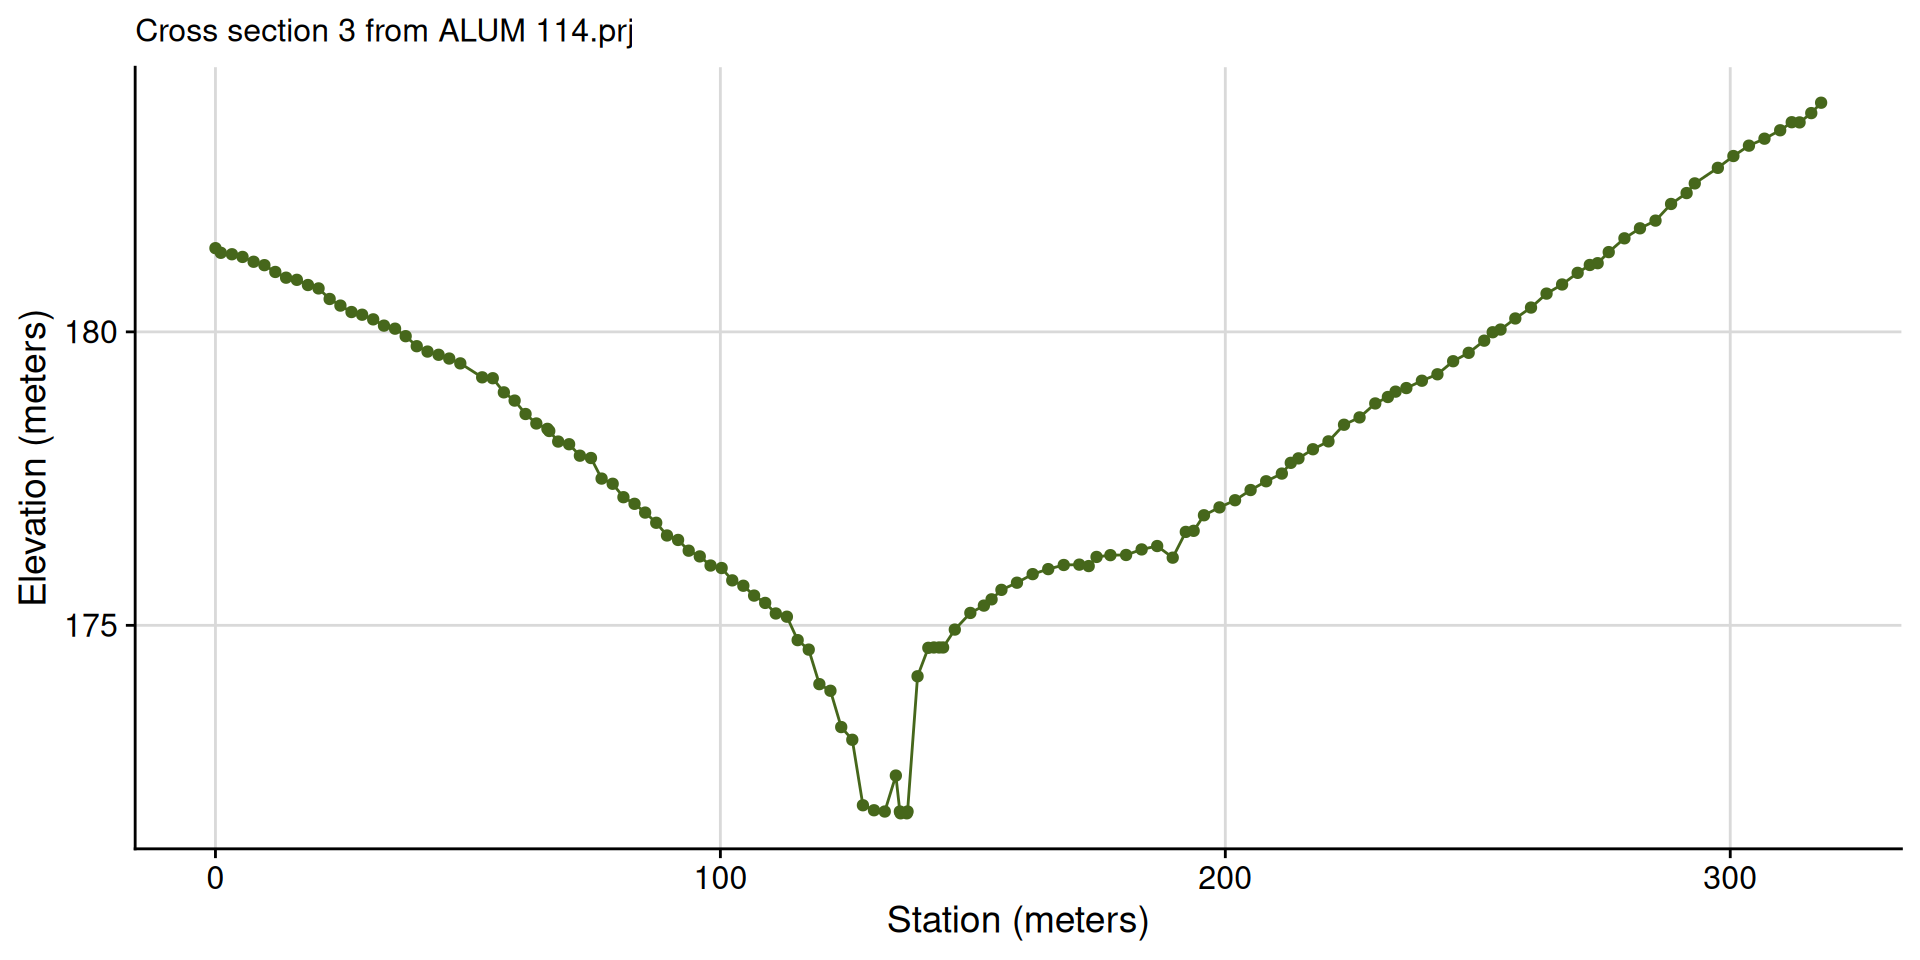 Cross section 3 from ALUM 114.prj
Elevation (meters)
180
175
0 100 200 300
Station (meters)